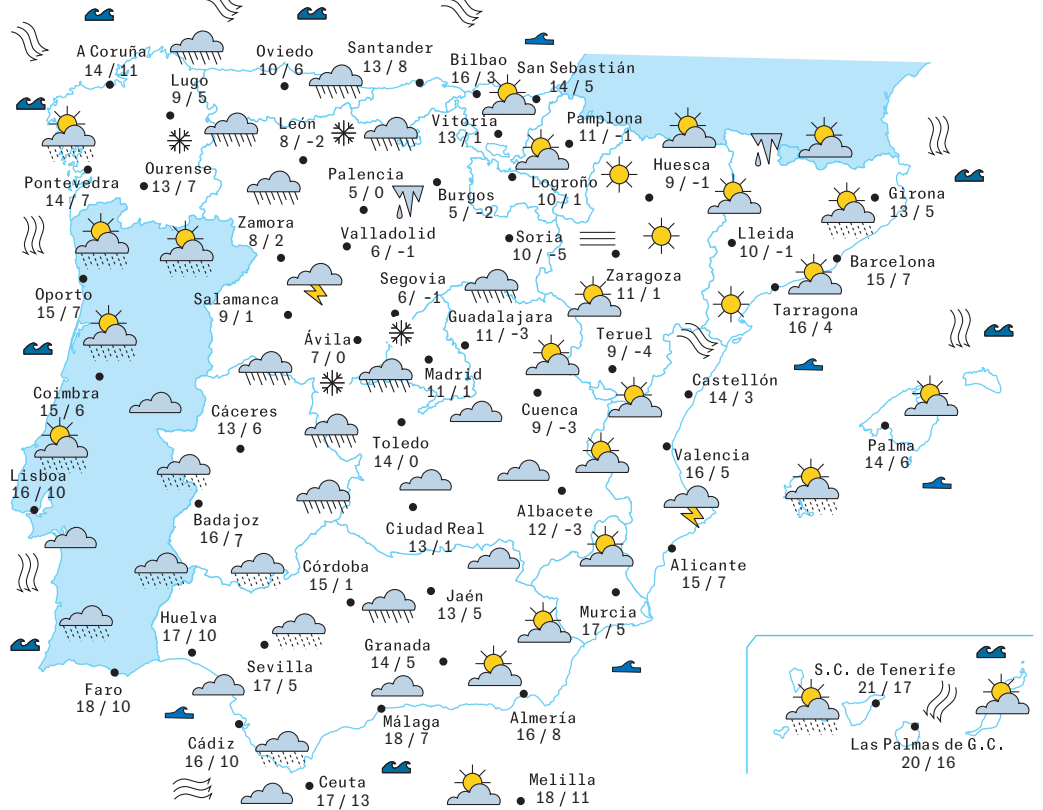 A Coruña
14 / 11
Lugo
9 / 5
Oviedo
10 / 6
Santander
13 / 8
Bilbao
16 / 3
San Sebastián
14 / 5
Vitoria
13 / 1
Pamplona
11 / -1
León
8 / -2
Ourense
13 / 7
Pontevedra
14 / 7
Palencia
5 / 0
Burgos
5 / -2
Logroño
10 / 1
Huesca
9 / -1
Girona
13 / 5
Zamora
8 / 2
Valladolid
6 / -1
Soria
10 / -5
Lleida
10 / -1
Barcelona
15 / 7
Oporto
15 / 7
Salamanca
9 / 1
Segovia
6 / -1
Guadalajara
11 / -3
Zaragoza
11 / 1
Tarragona
16 / 4
Ávila
7 / 0
Madrid
11 / 1
Teruel
9 / -4
Castellón
14 / 3
Coimbra
15 / 6
Cáceres
13 / 6
Toledo
14 / 0
Cuenca
9 / -3
Valencia
16 / 5
Palma
14 / 6
Lisboa
16 / 10
Badajoz
16 / 7
Ciudad Real
13 / 1
Albacete
12 / -3
Alicante
15 / 7
Córdoba
15 / 1
Jaén
13 / 5
Murcia
17 / 5
Huelva
17 / 10
Sevilla
17 / 5
Granada
14 / 5
Faro
18 / 10
Cádiz
16 / 10
Málaga
18 / 7
Almería
16 / 8
S.C. de Tenerife
21 / 17
Las Palmas de G.C.
20 / 16
Ceuta
17 / 13
Melilla
18 / 11